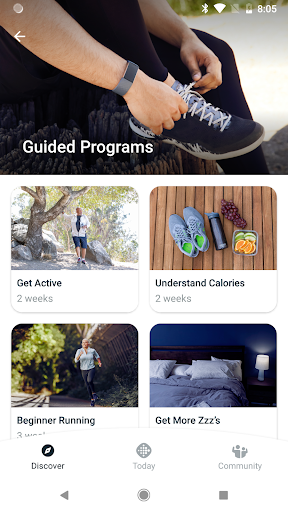 8:05
Guided Programs
Get Active
2 weeks
Understand Calories
2 weeks
Beginner Running
3 weeks
Get More Zzz's
Discover
Today
Community